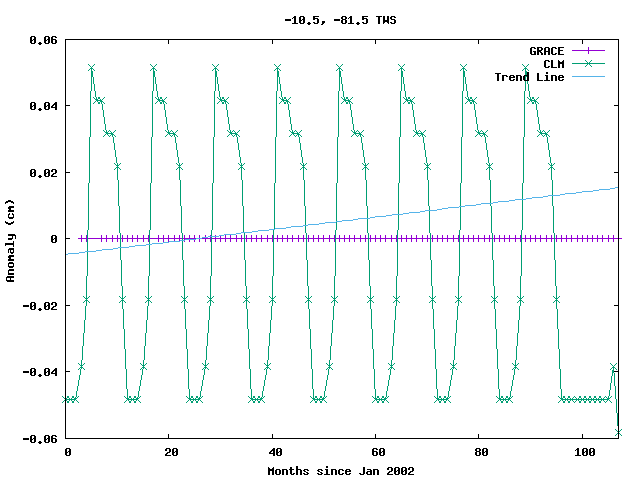 -10.5, -81.5 TWS
GRACE
CLM
Trend Line
0.06
0.04
0.02
0
-0.02
-0.04
-0.06
Anomaly (cm)
0 20 40 60 80 100
Months since Jan 2002